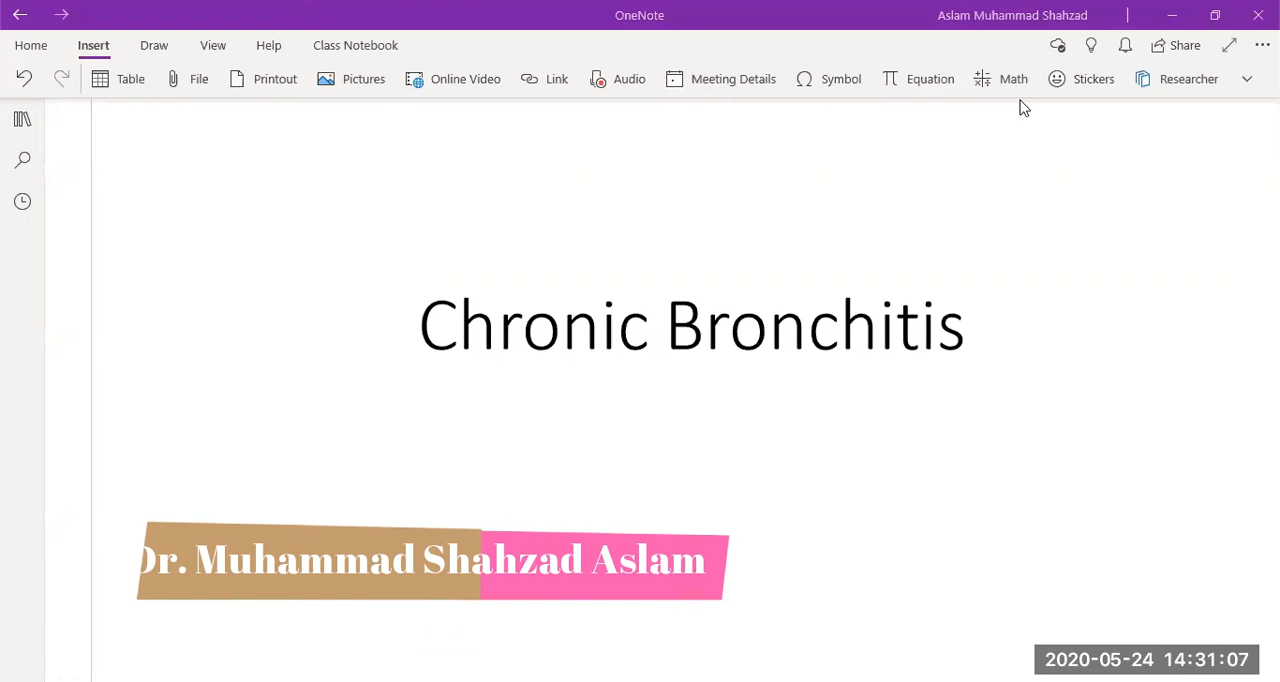 OneNote
Aslam Muhammad Shahzad
Home Insert Draw View Help Class Notebook Share
Table File Printout Pictures Online Video Link Audio Meeting Details Symbol Equation Math Stickers Researcher
Chronic Bronchitis
Dr. Muhammad Shahzad Aslam
2020-05-24 14:31:07